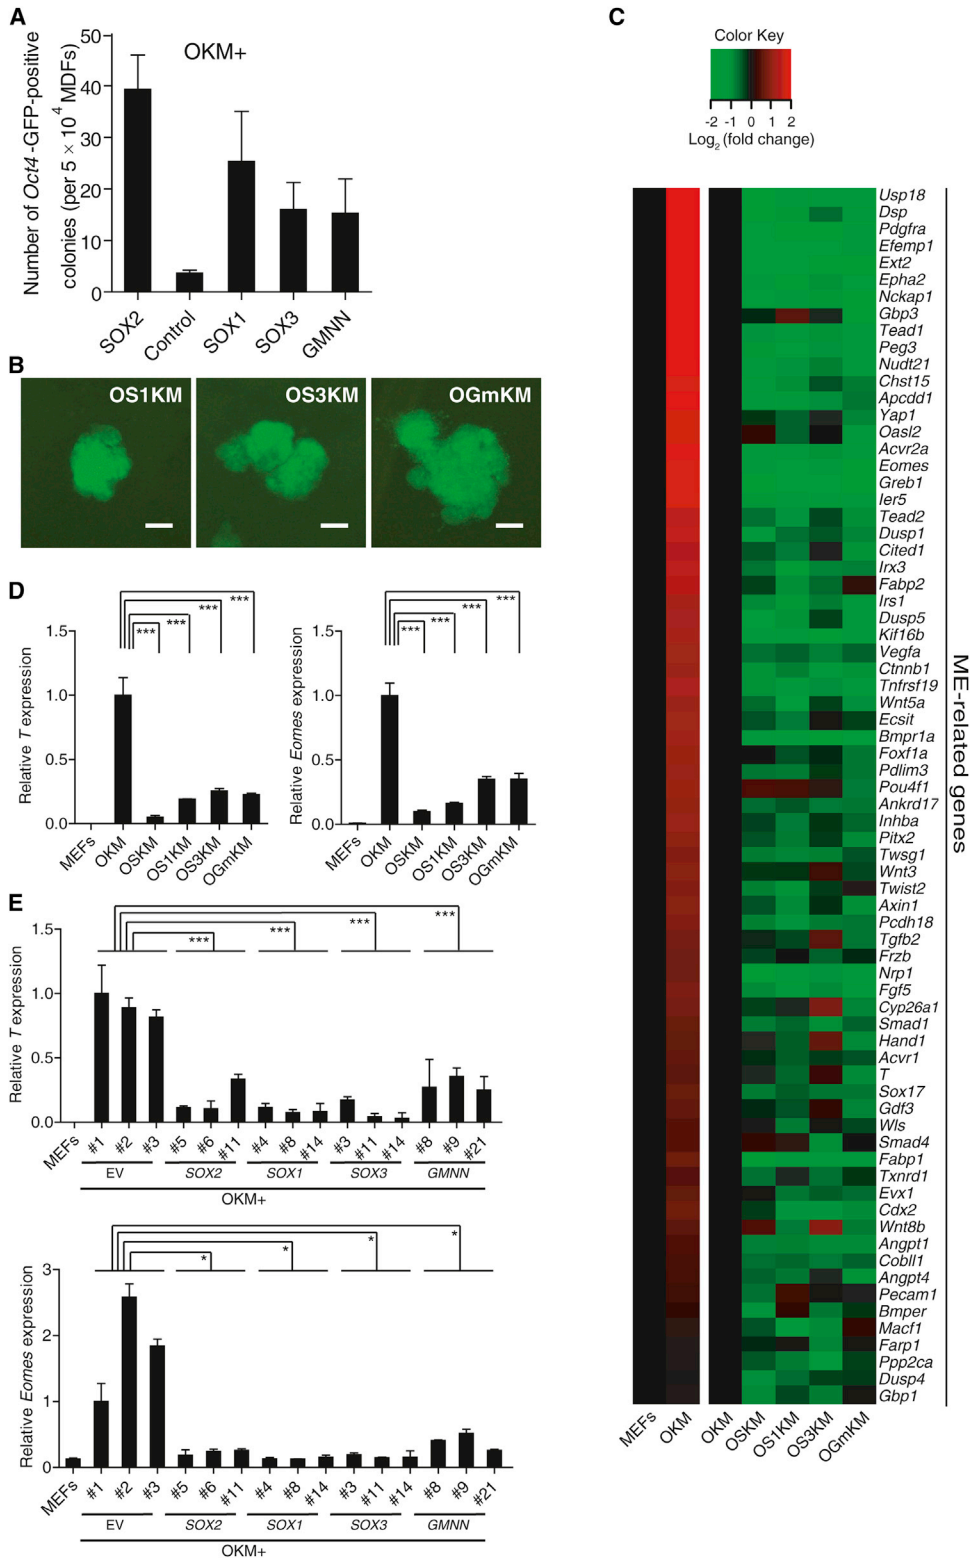 A
Number of Oct4-GFP-positive
colonies (per 5 × 10⁴ MDFs)
OKM+
50
40
30
20
10
0
SOX2
Control
SOX1
SOX3
GMNN
B
OS1KM
OS3KM
OGmKM
C
Color Key
-2 -1 0 1 2
Log₂ (fold change)
Usp18
Dsp
Pdgfra
Efemp1
Ext2
Epha2
Nckap1
Gbp3
Tead1
Peg3
Nudt21
Chst15
Apcdd1
Yap1
Oasl2
Acvr2a
Eomes
Greb1
Ier5
Tead2
Dusp1
Cited1
Irx3
Fabp2
Irs1
Dusp5
Kif16b
Vegfa
Ctnnb1
Tnfrsf19
Wnt5a
Ecsit
Bmpr1a
Foxf1a
Pdlim3
Pou4f1
Ankrd17
Inhba
Pitx2
Twsg1
Wnt3
Twist2
Axin1
Pcdh18
Tgfb2
Frzb
Nrp1
Fgf5
Cyp26a1
Smad1
Hand1
Acvr1
T
Sox17
Gdf3
Wls
Smad4
Fabp1
Txnrd1
Evx1
Cdx2
Wnt8b
Angpt1
Cobll1
Angpt4
Pecam1
Bmper
Macf1
Farp1
Ppp2ca
Dusp4
Gbp1
ME-related genes
MEFs
OKM
OKM
OSKM
OS1KM
OS3KM
OGmKM
D
Relative T expression
1.5
1.0
0.5
0.0
***
***
***
***
MEFs
OKM
OSKM
OS1KM
OS3KM
OGmKM
Relative Eomes expression
1.5
1.0
0.5
0.0
***
***
***
***
MEFs
OKM
OSKM
OS1KM
OS3KM
OGmKM
E
Relative T expression
1.5
1.0
0.5
0.0
***
***
***
***
MEFs
#1
#2
#3
#5
#6
#11
#4
#8
#14
#3
#11
#14
#8
#9
#21
EV
SOX2
SOX1
SOX3
GMNN
OKM+
Relative Eomes expression
3
2
1
0
*
*
*
*
MEFs
#1
#2
#3
#5
#6
#11
#4
#8
#14
#3
#11
#14
#8
#9
#21
EV
SOX2
SOX1
SOX3
GMNN
OKM+